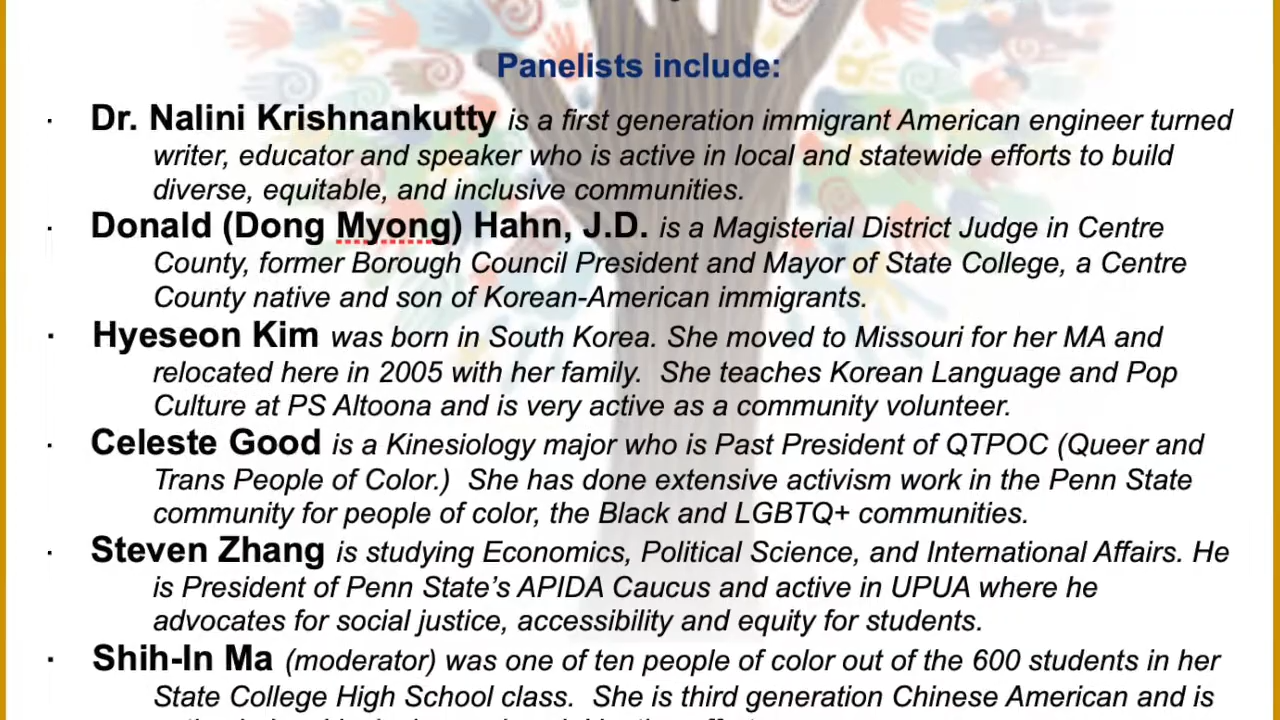 Panelists include:
· Dr. Nalini Krishnankutty is a first generation immigrant American engineer turned
writer, educator and speaker who is active in local and statewide efforts to build
diverse, equitable, and inclusive communities.
· Donald (Dong Myong) Hahn, J.D. is a Magisterial District Judge in Centre
County, former Borough Council President and Mayor of State College, a Centre
County native and son of Korean-American immigrants.
· Hyeseon Kim was born in South Korea. She moved to Missouri for her MA and
relocated here in 2005 with her family.  She teaches Korean Language and Pop
Culture at PS Altoona and is very active as a community volunteer.
· Celeste Good is a Kinesiology major who is Past President of QTPOC (Queer and
Trans People of Color.)  She has done extensive activism work in the Penn State
community for people of color, the Black and LGBTQ+ communities.
· Steven Zhang is studying Economics, Political Science, and International Affairs. He
is President of Penn State’s APIDA Caucus and active in UPUA where he
advocates for social justice, accessibility and equity for students.
· Shih-In Ma (moderator) was one of ten people of color out of the 600 students in her
State College High School class.  She is third generation Chinese American and is